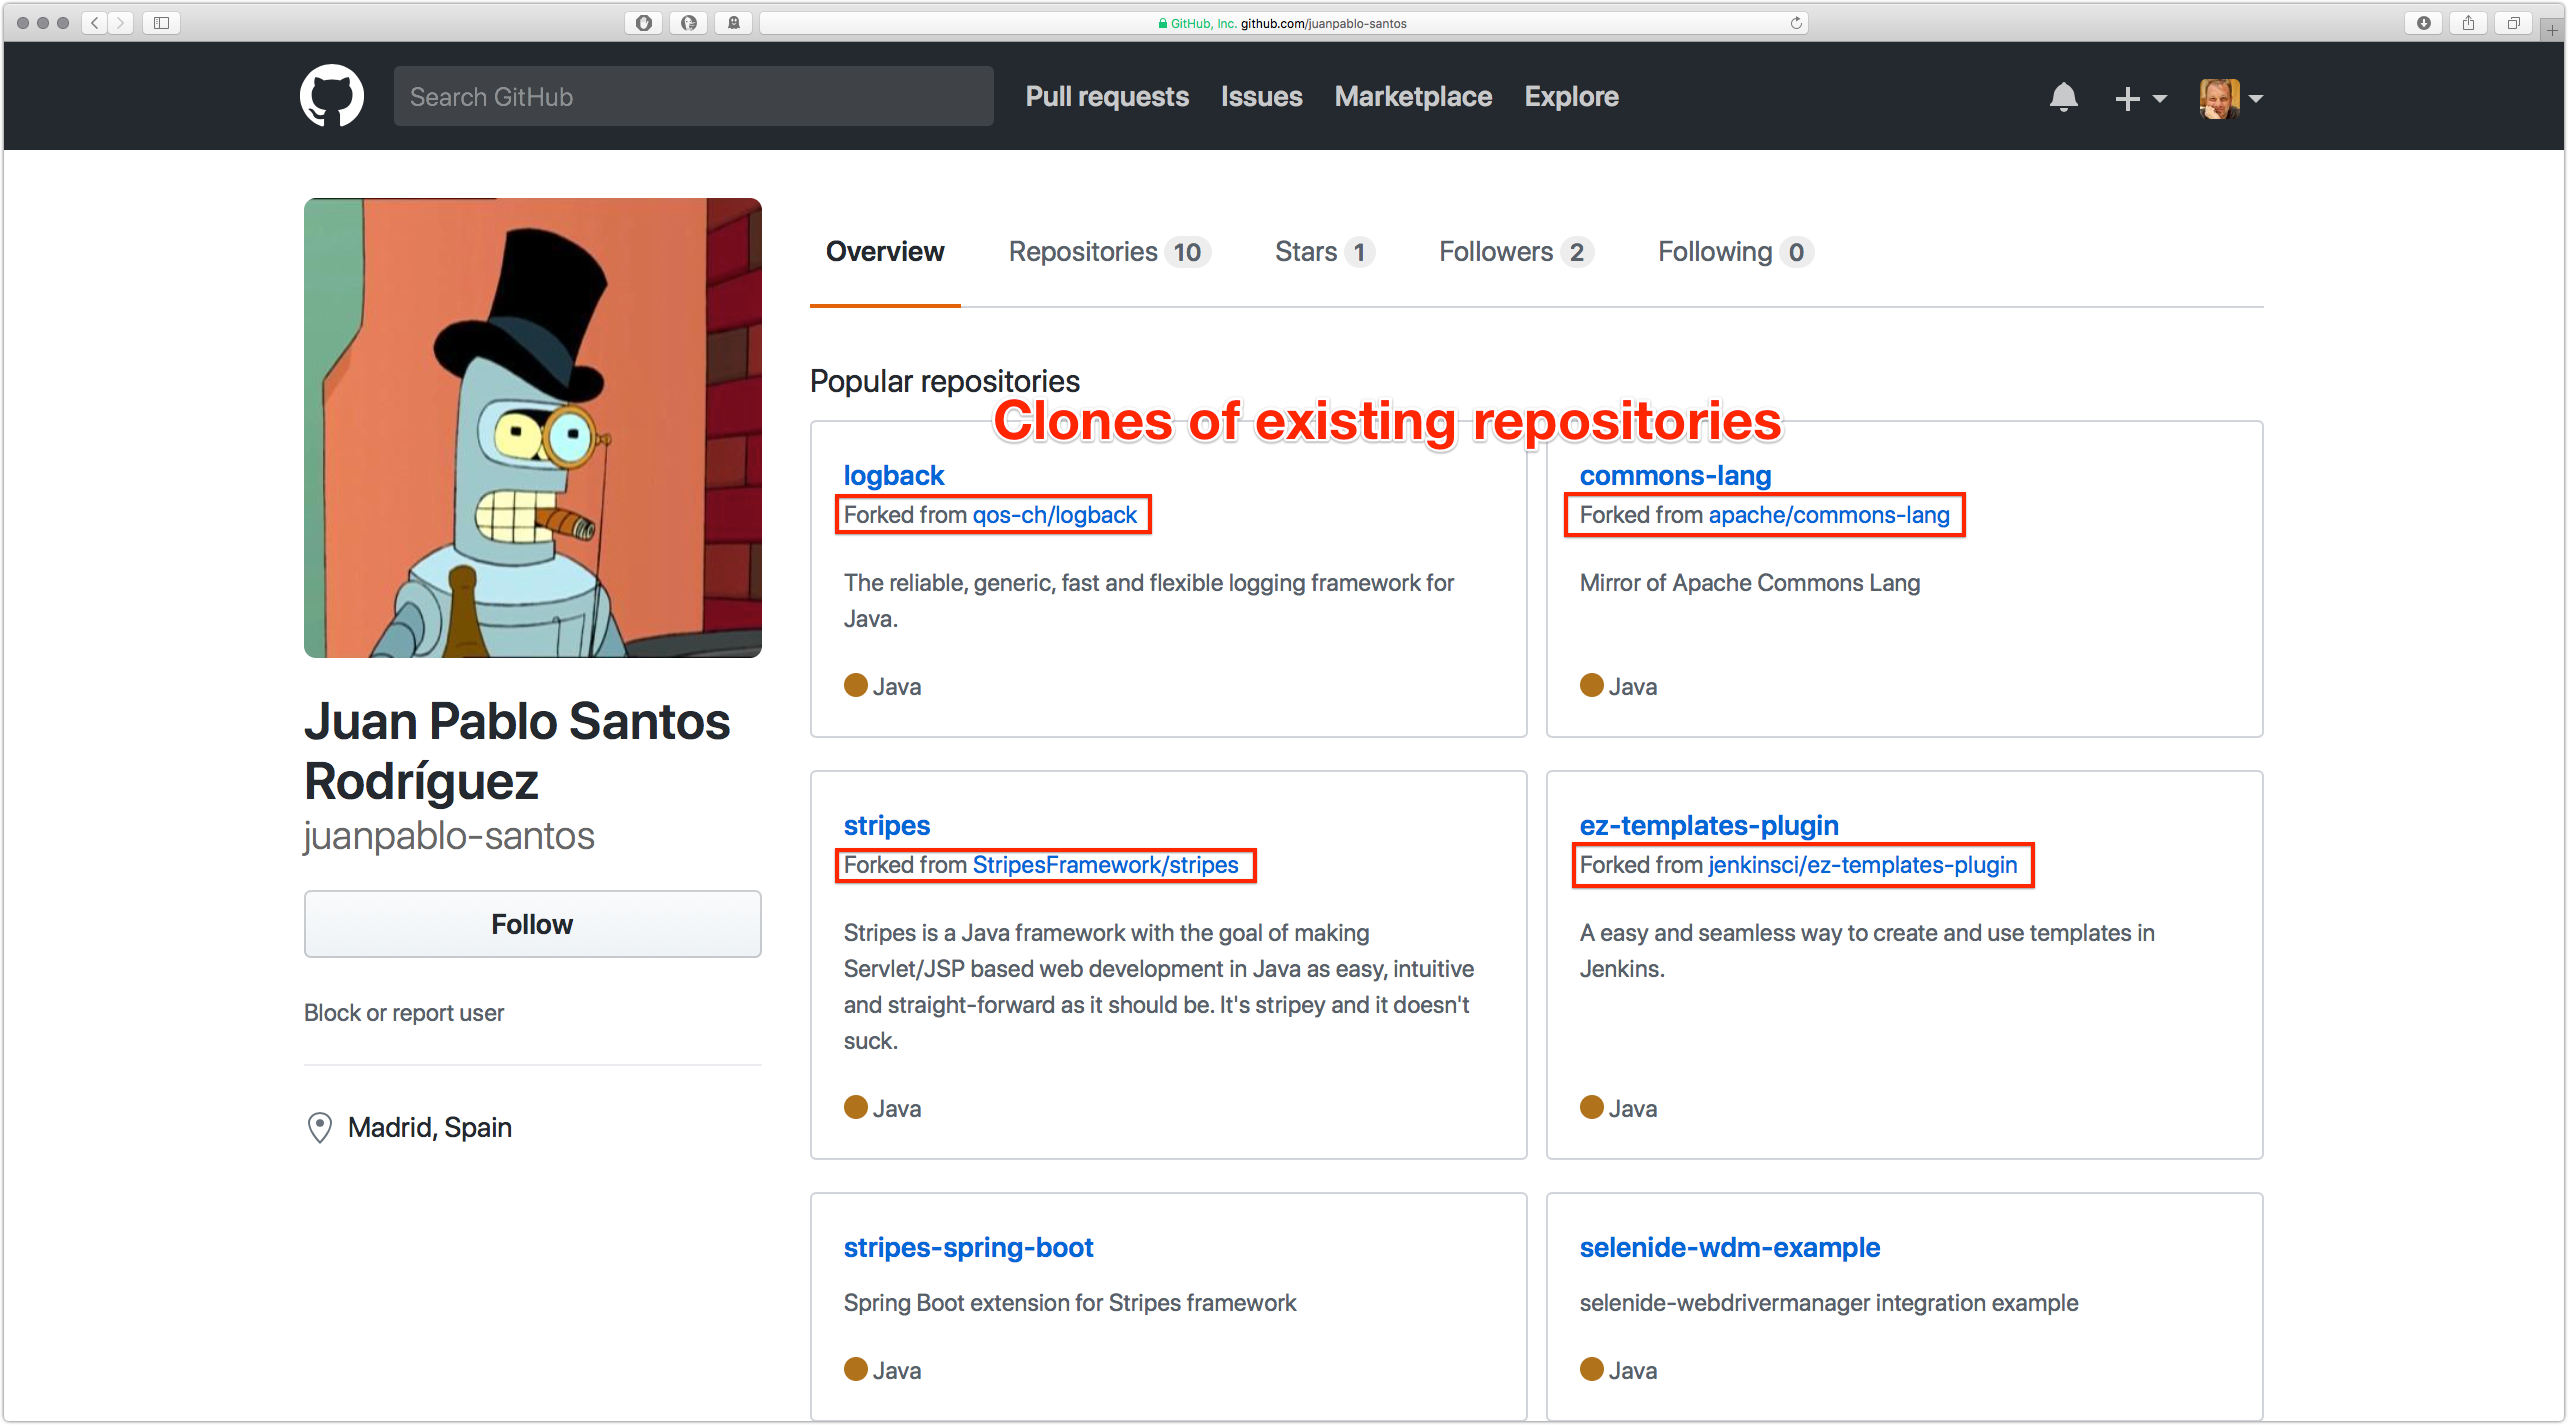 GitHub, Inc. github.com/juanpablo-santos
Search GitHub
Pull requests Issues Marketplace Explore
Overview Repositories 10 Stars 1 Followers 2 Following 0
Popular repositories
Clones of existing repositories
logback
Forked from qos-ch/logback
The reliable, generic, fast and flexible logging framework for
Java.
Java
commons-lang
Forked from apache/commons-lang
Mirror of Apache Commons Lang
Java
Juan Pablo Santos
Rodríguez
juanpablo-santos
Follow
Block or report user
Madrid, Spain
stripes
Forked from StripesFramework/stripes
Stripes is a Java framework with the goal of making
Servlet/JSP based web development in Java as easy, intuitive
and straight-forward as it should be. It's stripey and it doesn't
suck.
Java
ez-templates-plugin
Forked from jenkinsci/ez-templates-plugin
A easy and seamless way to create and use templates in
Jenkins.
Java
stripes-spring-boot
Spring Boot extension for Stripes framework
Java
selenide-wdm-example
selenide-webdrivermanager integration example
Java